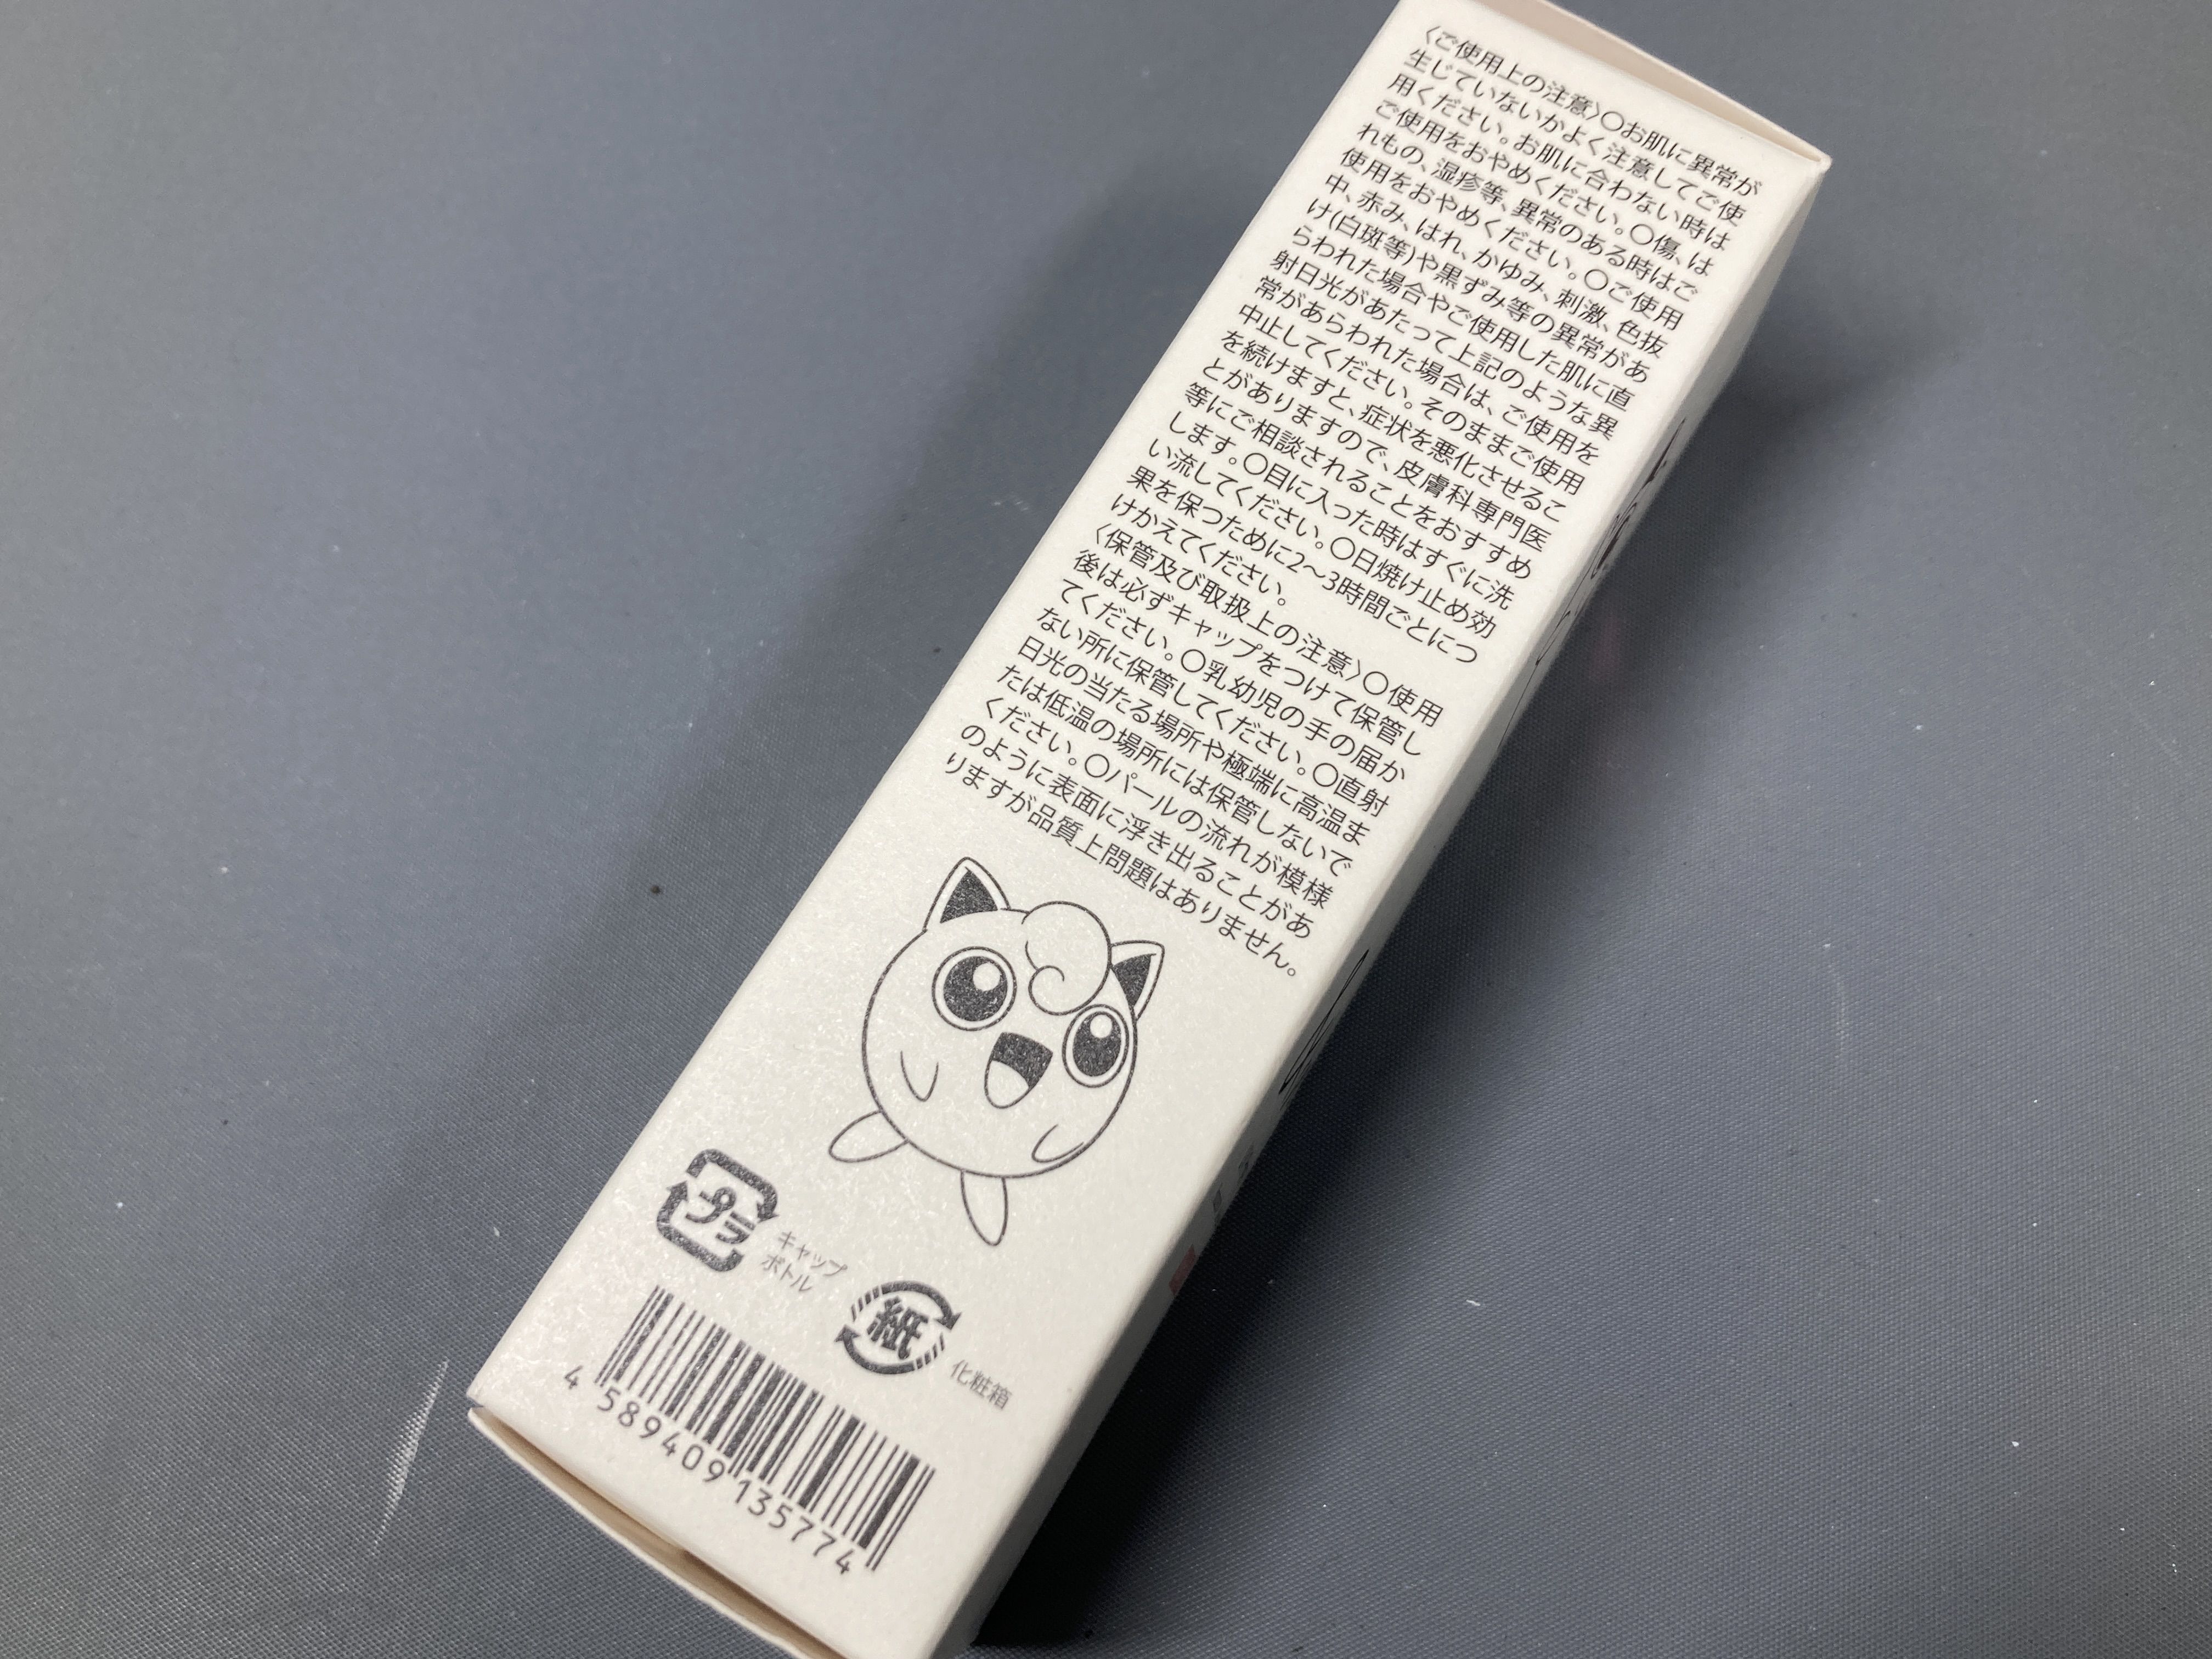 〈ご使用上の注意〉〇お肌に異常が
生じていないかよく注意してご使
用ください。お肌に合わない時は
ご使用をおやめください。〇傷、は
れもの、湿疹等、異常のある時はご
使用をおやめください。〇ご使用
中、赤み、はれ、かゆみ、刺激、色抜
け(白斑等)や黒ずみ等の異常があ
らわれた場合やご使用した肌に直
射日光があたって上記のような異
常があらわれた場合は、ご使用を
中止してください。そのままご使用
を続けますと、症状を悪化させるこ
とがありますので、皮膚科専門医
等にご相談されることをおすすめ
します。〇目に入った時はすぐに洗
い流してください。〇日焼け止め効
果を保つために2～3時間ごとにつ
けかえてください。
〈保管及び取扱上の注意〉〇使用
後は必ずキャップをつけて保管し
てください。〇乳幼児の手の届か
ない所に保管してください。〇直射
日光の当たる場所や極端に高温ま
たは低温の場所には保管しないで
ください。〇パールの流れが模様
のように表面に浮き出ることがあ
りますが品質上問題はありません。
プラ
キャップ
ボトル
紙
化粧箱
4 589409 135774